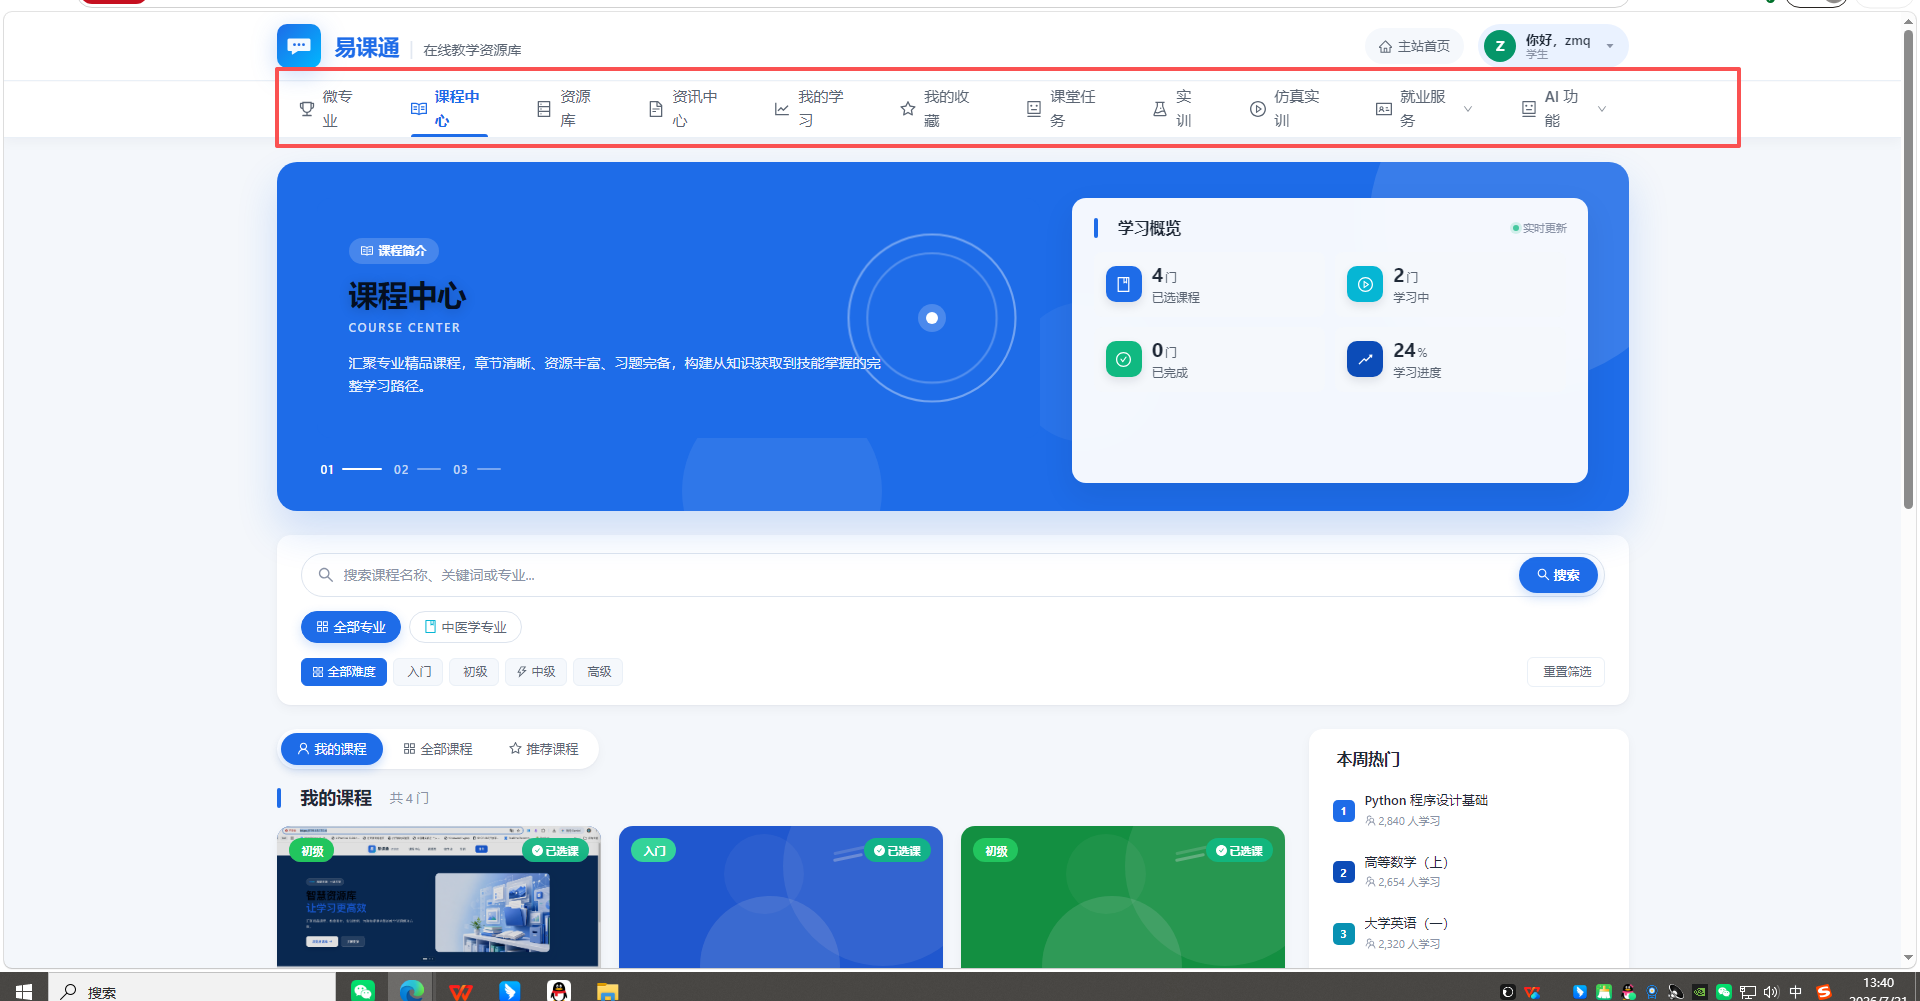 易课通
在线教学资源库
主站首页
Z
你好，zmq
学生
微专
业
课程中
心
资源
库
资讯中
心
我的学
习
我的收
藏
课堂任
务
实
训
仿真实
训
就业服
务
AI 功
能
课程简介
课程中心
COURSE CENTER
汇聚专业精品课程，章节清晰、资源丰富、习题完备，构建从知识获取到技能掌握的完
整学习路径。
01 02 03
学习概览
实时更新
4门
已选课程
2门
学习中
0门
已完成
24%
学习进度
搜索课程名称、关键词或专业...
搜索
全部专业
中医学专业
全部难度
入门
初级
中级
高级
重置筛选
我的课程
全部课程
推荐课程
我的课程 共 4 门
初级
已选课
智慧资源库
让学习更高效
入门
已选课
初级
已选课
本周热门
1
Python 程序设计基础
2,840 人学习
2
高等数学（上）
2,654 人学习
3
大学英语（一）
2,320 人学习
搜索
中
13:40